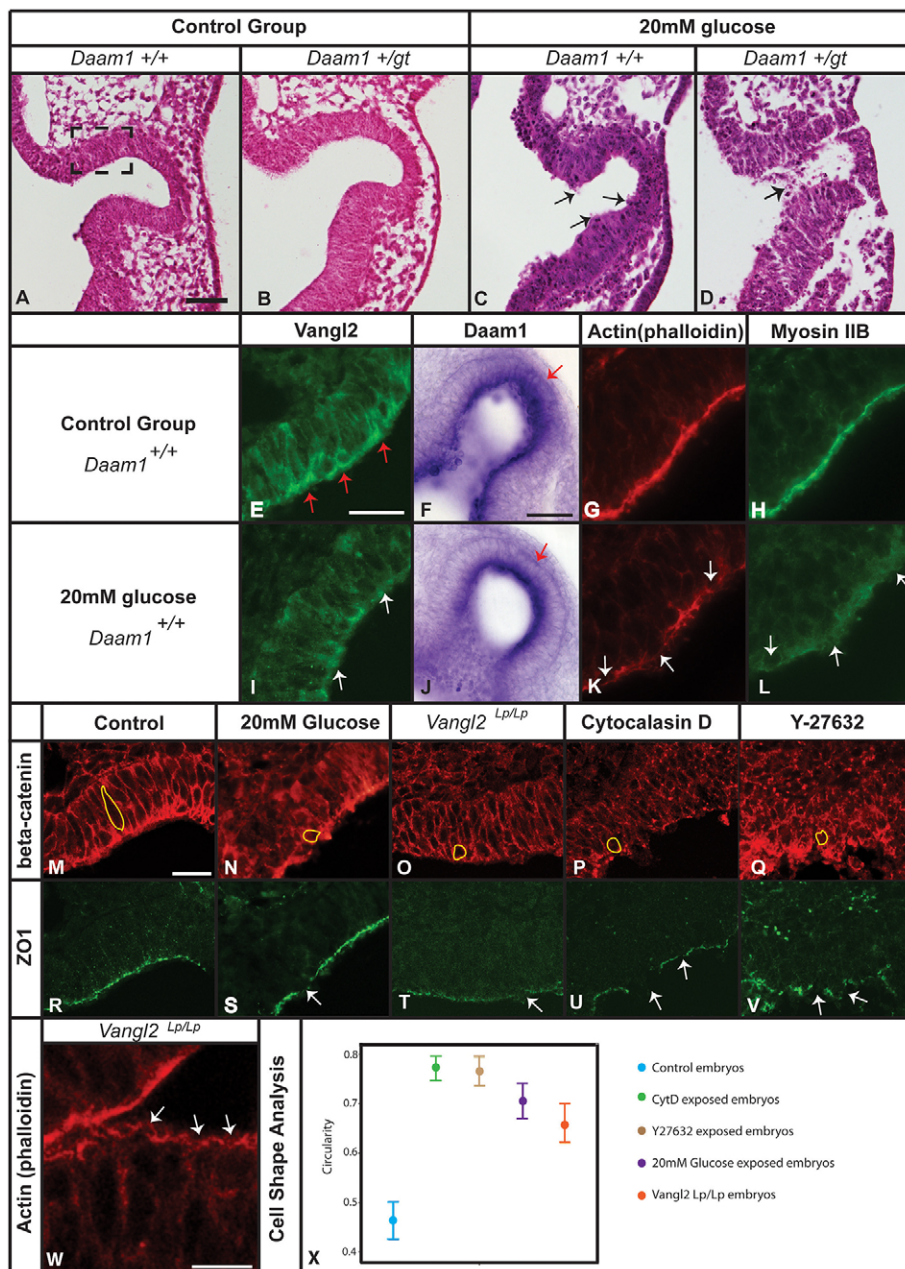 Control Group
20mM glucose
Daam1 +/+
Daam1 +/gt
Daam1 +/+
Daam1 +/gt
A
B
C
D
Vangl2
Daam1
Actin(phalloidin)
Myosin IIB
Control Group
Daam1 +/+
E
F
G
H
20mM glucose
Daam1 +/+
I
J
K
L
Control
20mM Glucose
Vangl2 Lp/Lp
Cytocalasin D
Y-27632
beta-catenin
M
N
O
P
Q
ZO1
R
S
T
U
V
Vangl2 Lp/Lp
Actin (phalloidin)
W
Cell Shape Analysis
Circularity
0.8
0.7
0.6
0.5
0.4
X
Control embryos
CytD exposed embryos
Y27632 exposed embryos
20mM Glucose exposed embryos
Vangl2 Lp/Lp embryos